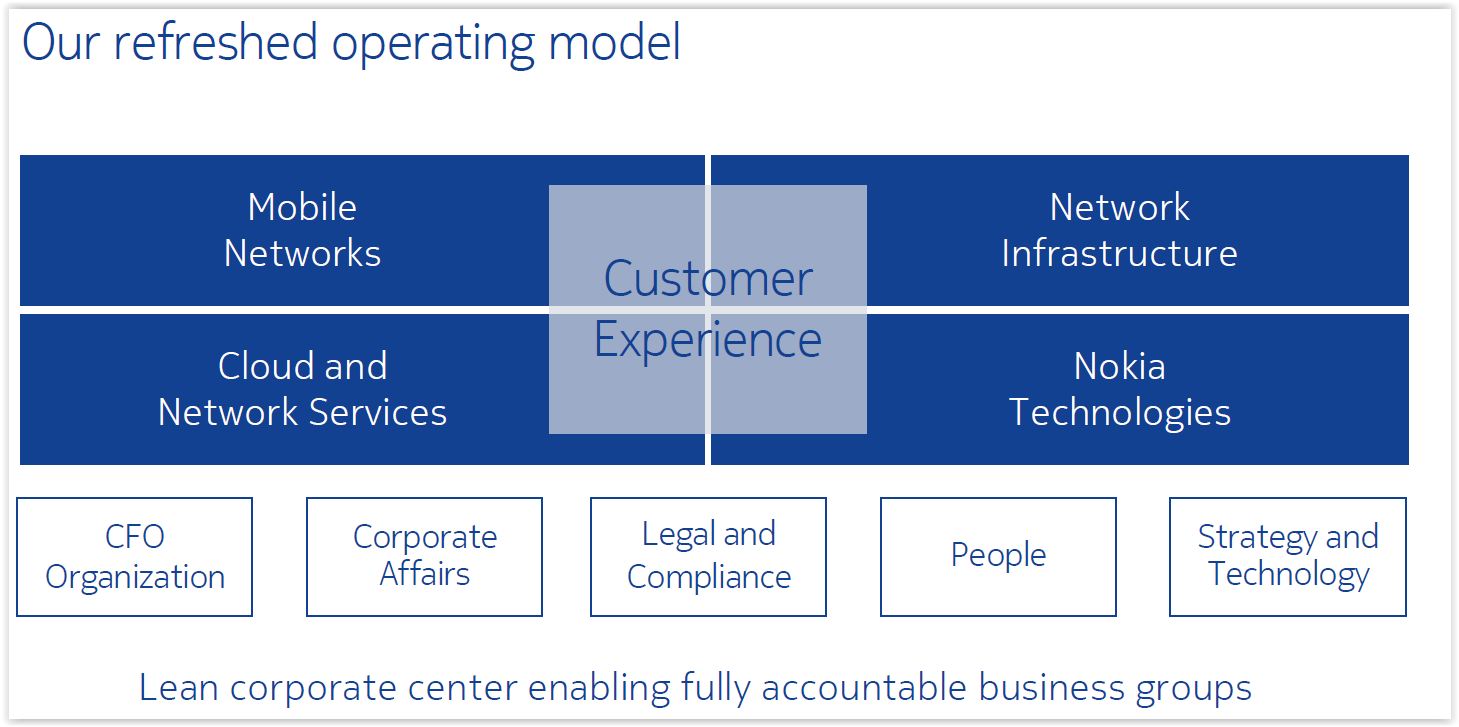 Our refreshed operating model
Mobile
Networks
Network
Infrastructure
Customer
Experience
Cloud and
Network Services
Nokia
Technologies
CFO
Organization
Corporate
Affairs
Legal and
Compliance
People
Strategy and
Technology
Lean corporate center enabling fully accountable business groups